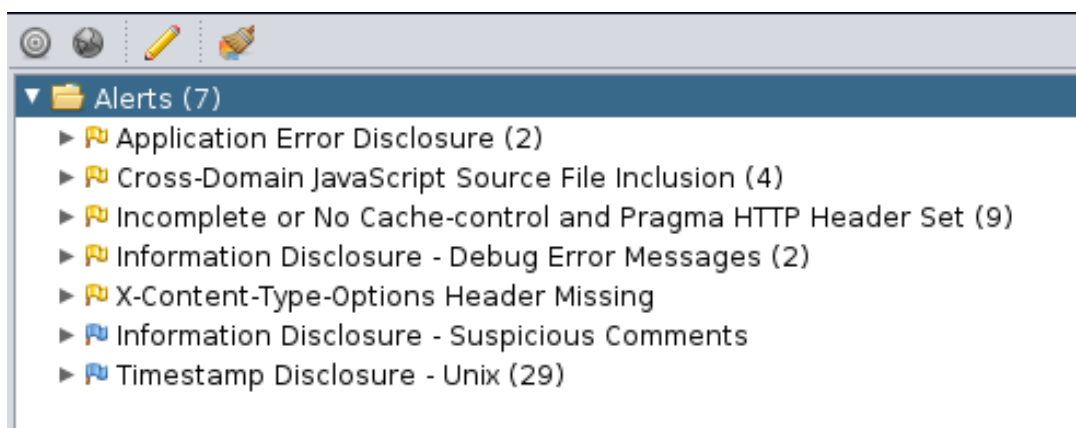 Alerts (7)
Application Error Disclosure (2)
Cross-Domain JavaScript Source File Inclusion (4)
Incomplete or No Cache-control and Pragma HTTP Header Set (9)
Information Disclosure - Debug Error Messages (2)
X-Content-Type-Options Header Missing
Information Disclosure - Suspicious Comments
Timestamp Disclosure - Unix (29)